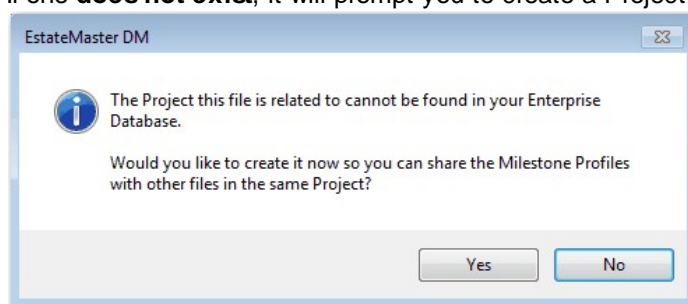 if one does not exist, it will prompt you to create a Project
EstateMaster DM
The Project this file is related to cannot be found in your Enterprise
Database.
Would you like to create it now so you can share the Milestone Profiles
with other files in the same Project?
Yes No